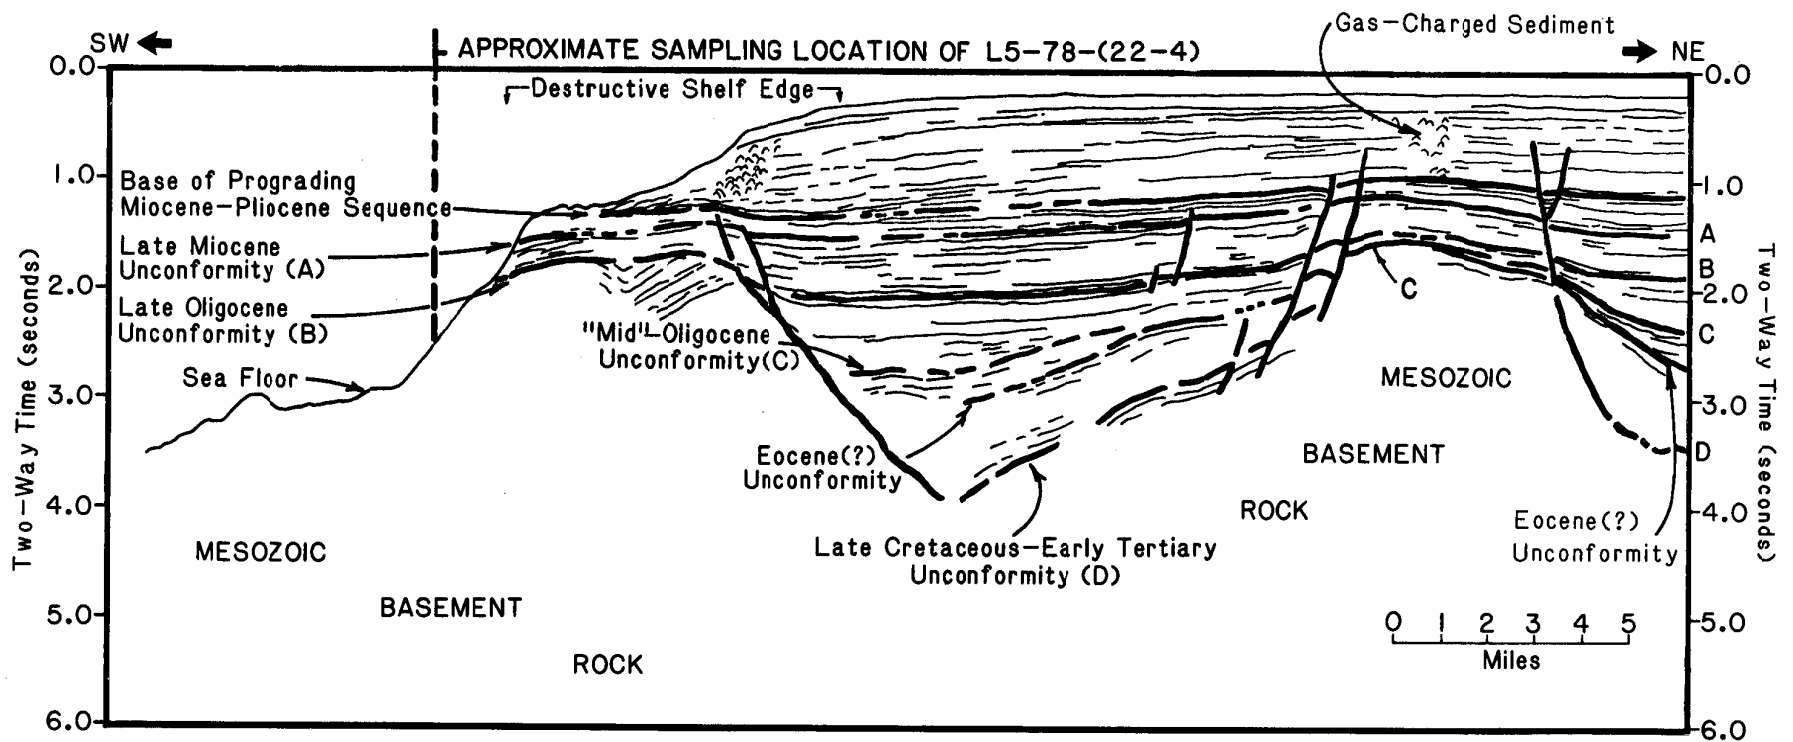 SW
APPROXIMATE SAMPLING LOCATION OF L5-78-(22-4)
Gas-Charged Sediment
NE
Destructive Shelf Edge
0.0
1.0
2.0
3.0
4.0
5.0
6.0
Two-Way Time (seconds)
Base of Prograding
Miocene-Pliocene Sequence
Late Miocene
Unconformity (A)
Late Oligocene
Unconformity (B)
Sea Floor
"Mid"-Oligocene
Unconformity(C)
Eocene(?)
Unconformity
Late Cretaceous-Early Tertiary
Unconformity (D)
MESOZOIC
BASEMENT
ROCK
C
MESOZOIC
BASEMENT
ROCK
Eocene(?)
Unconformity
0 1 2 3 4 5
Miles
0.0
1.0
A
B
2.0
C
3.0
D
4.0
5.0
6.0
Two-Way Time (seconds)